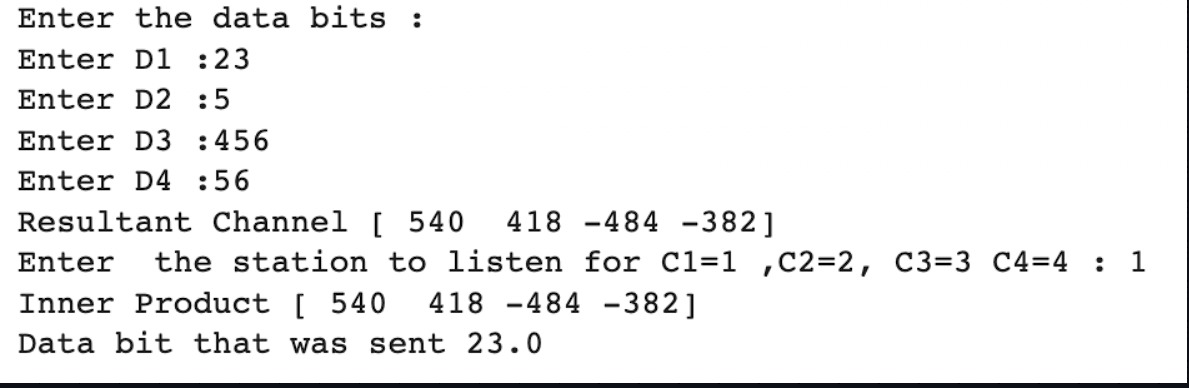 Enter the data bits :
Enter D1 :23
Enter D2 :5
Enter D3 :456
Enter D4 :56
Resultant Channel [ 540  418 -484 -382]
Enter  the station to listen for C1=1 ,C2=2, C3=3 C4=4 : 1
Inner Product [ 540  418 -484 -382]
Data bit that was sent 23.0